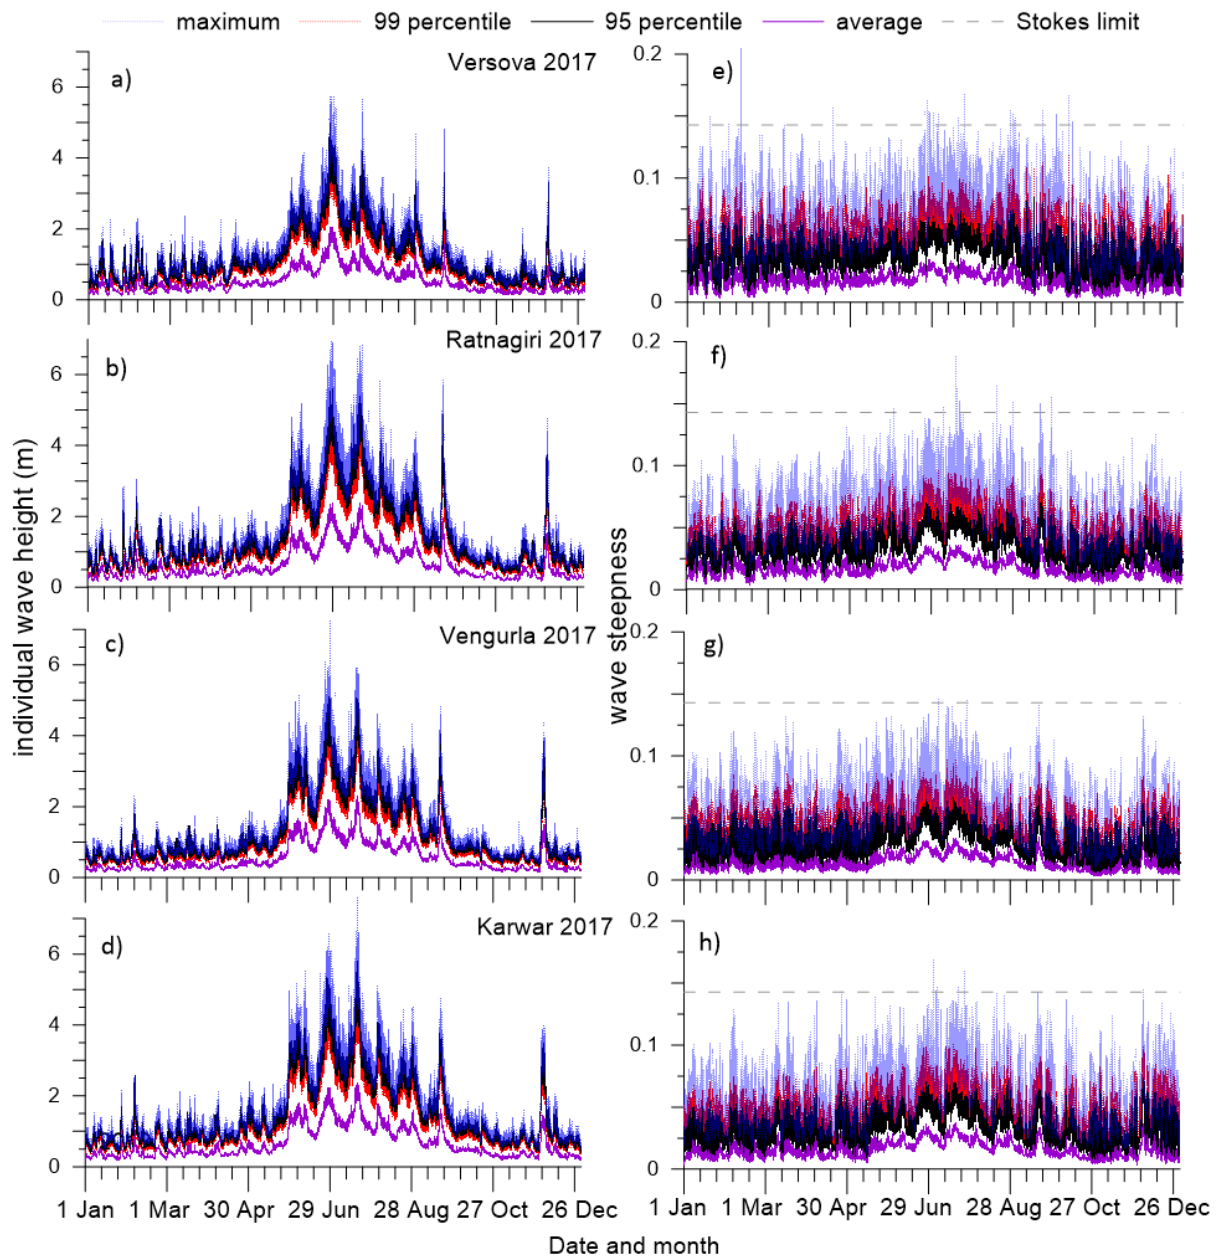 maximum 99 percentile 95 percentile average Stokes limit
a) Versova 2017
6
4
2
0
e)
0.2
0.1
0
b) Ratnagiri 2017
6
4
2
0
f)
0.2
0.1
0
c) Vengurla 2017
6
4
2
0
g)
0.2
0.1
0
d) Karwar 2017
6
4
2
0
h)
0.2
0.1
0
individual wave height (m)
wave steepness
1 Jan 1 Mar 30 Apr 29 Jun 28 Aug 27 Oct 26 Dec
1 Jan 1 Mar 30 Apr 29 Jun 28 Aug 27 Oct 26 Dec
Date and month